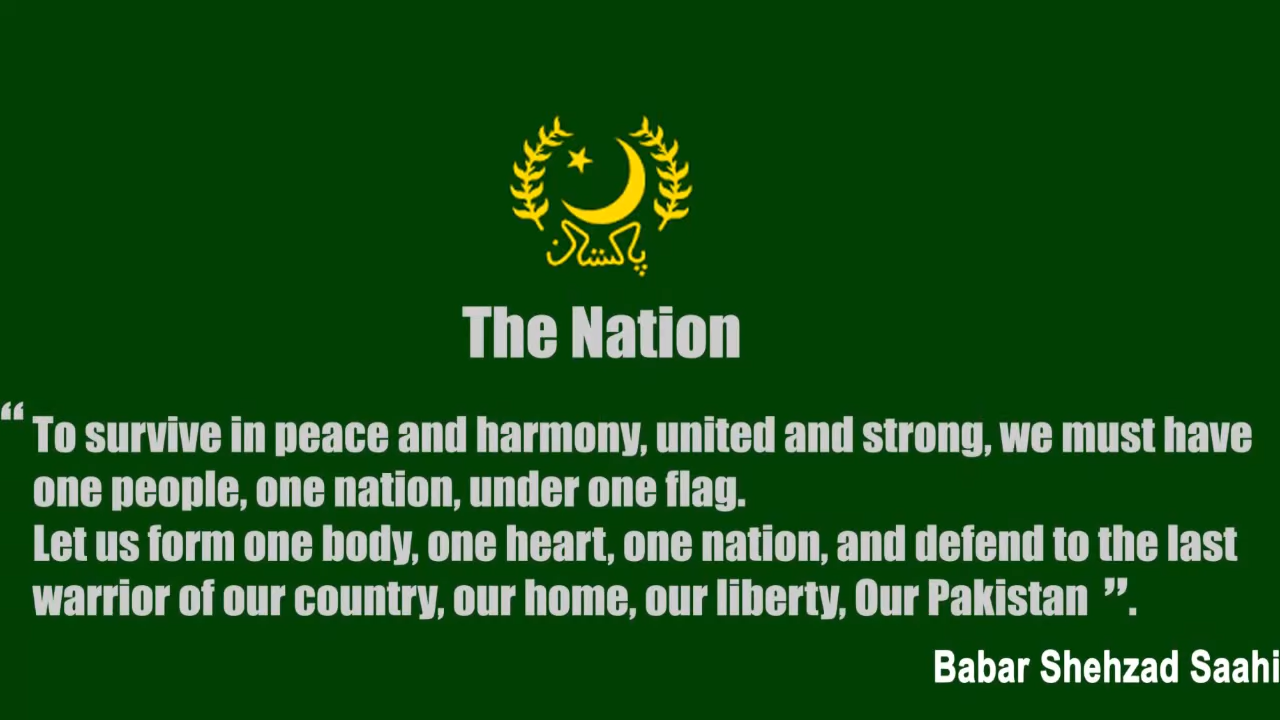 پاکستان
The Nation
“ To survive in peace and harmony, united and strong, we must have
one people, one nation, under one flag.
Let us form one body, one heart, one nation, and defend to the last
warrior of our country, our home, our liberty, Our Pakistan ”.
Babar Shehzad Saahi